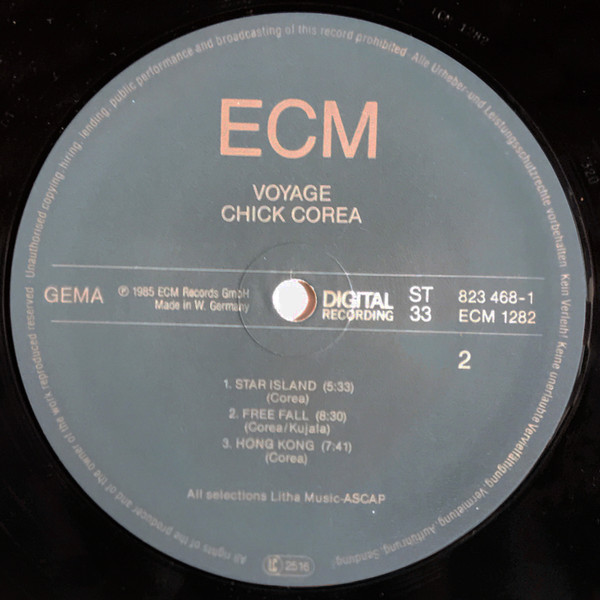 ECM
VOYAGE
CHICK COREA
GEMA
℗ 1985 ECM Records GmbH
Made in W. Germany
DIGITAL
RECORDING
ST
33
823 468-1
ECM 1282
2
1. STAR ISLAND (5:33)
(Corea)
2. FREE FALL (8:30)
(Corea/Kujala)
3. HONG KONG (7:41)
(Corea)
All selections Litha Music-ASCAP
All rights of the producer and of the owner of the work reproduced reserved · Unauthorised copying, hiring, lending, public performance and broadcasting of this record prohibited · Alle Urheber- und Leistungsschutzrechte vorbehalten · Kein Verleih! Keine unerlaubte Vervielfältigung, Vermietung, Aufführung, Sendung!
LC 2516